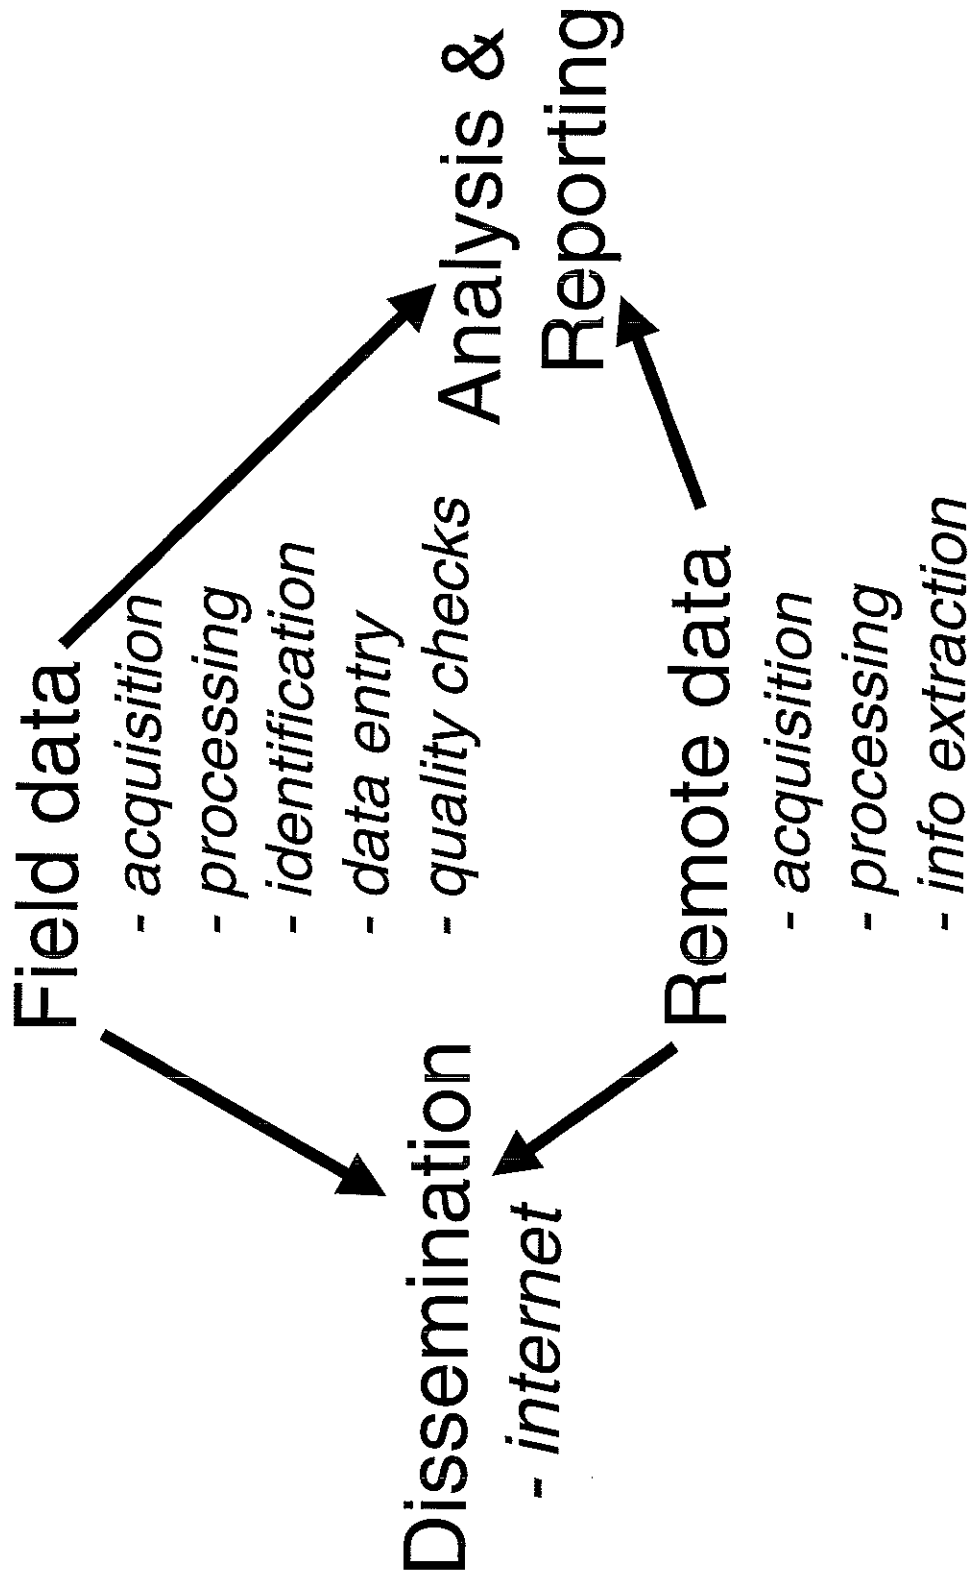 Field data
- acquisition
- processing
- identification
- data entry
- quality checks
Dissemination
- internet
Analysis &
Reporting
Remote data
- acquisition
- processing
- info extraction